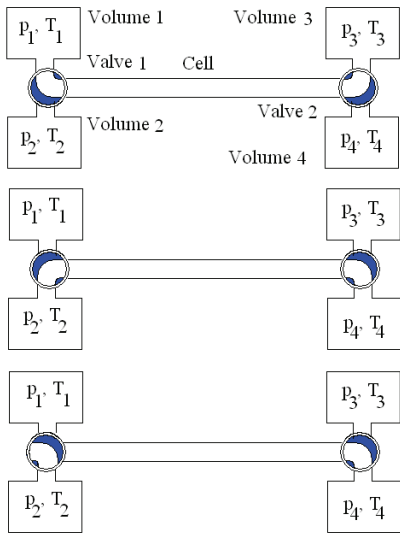 Volume 1
Volume 3
p1, T1
p3, T3
Valve 1
Cell
Valve 2
p2, T2
Volume 2
p4, T4
Volume 4
p1, T1
p3, T3
p2, T2
p4, T4
p1, T1
p3, T3
p2, T2
p4, T4